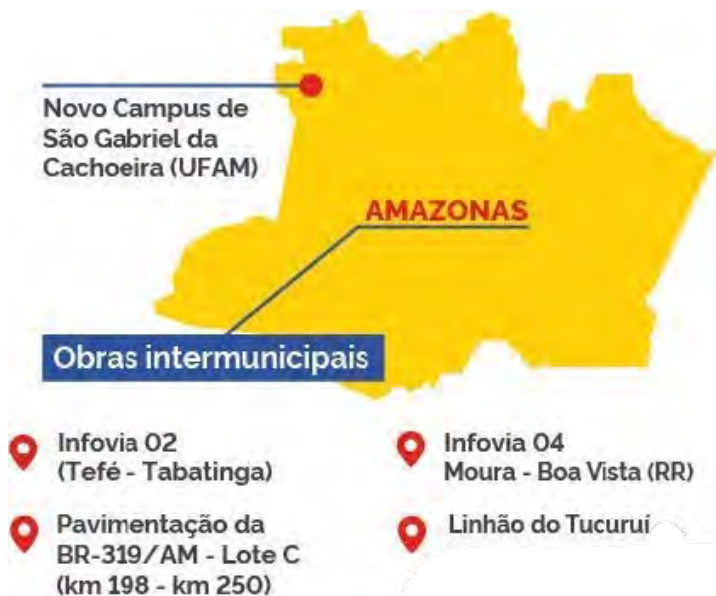 Novo Campus de
São Gabriel da
Cachoeira (UFAM)
AMAZONAS
Obras intermunicipais
Infovia 02
(Tefé - Tabatinga)
Infovia 04
Moura - Boa Vista (RR)
Pavimentação da
BR-319/AM - Lote C
(km 198 - km 250)
Linhão do Tucuruí